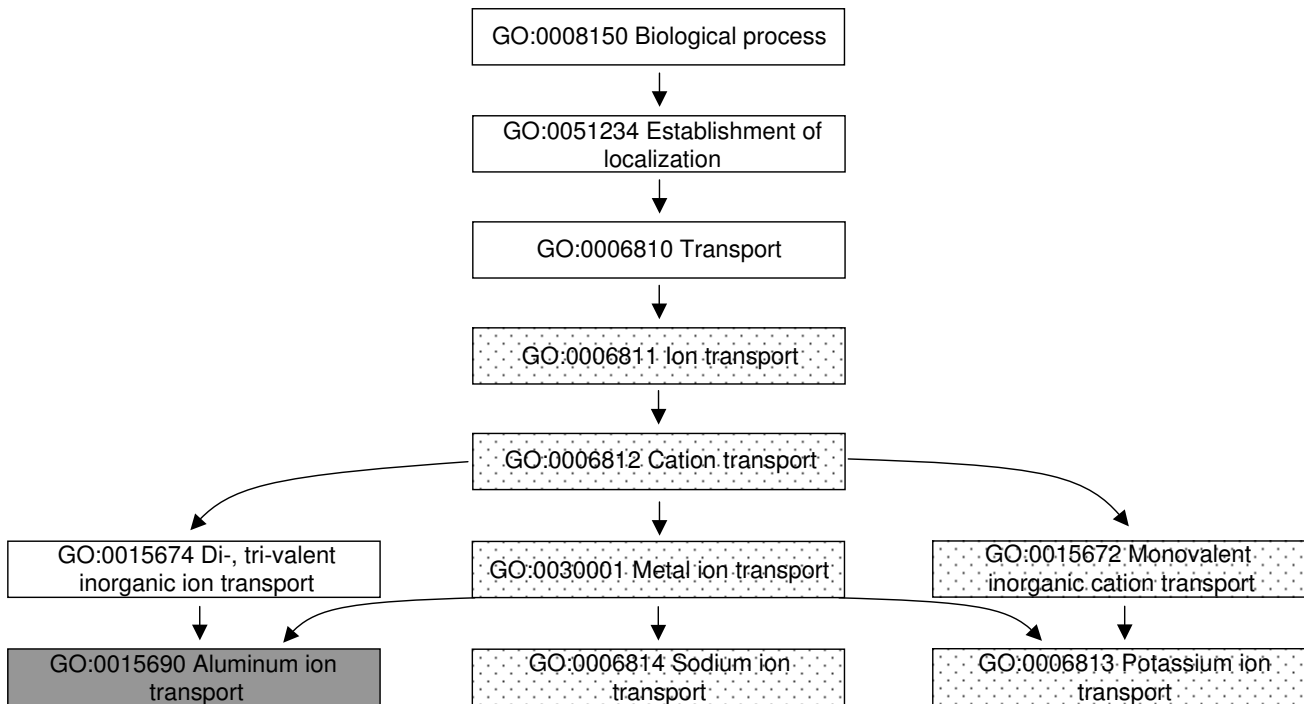 GO:0008150 Biological process
GO:0051234 Establishment of
localization
GO:0006810 Transport
GO:0006811 Ion transport
GO:0006812 Cation transport
GO:0015674 Di-, tri-valent
inorganic ion transport
GO:0030001 Metal ion transport
GO:0015672 Monovalent
inorganic cation transport
GO:0015690 Aluminum ion
transport
GO:0006814 Sodium ion
transport
GO:0006813 Potassium ion
transport